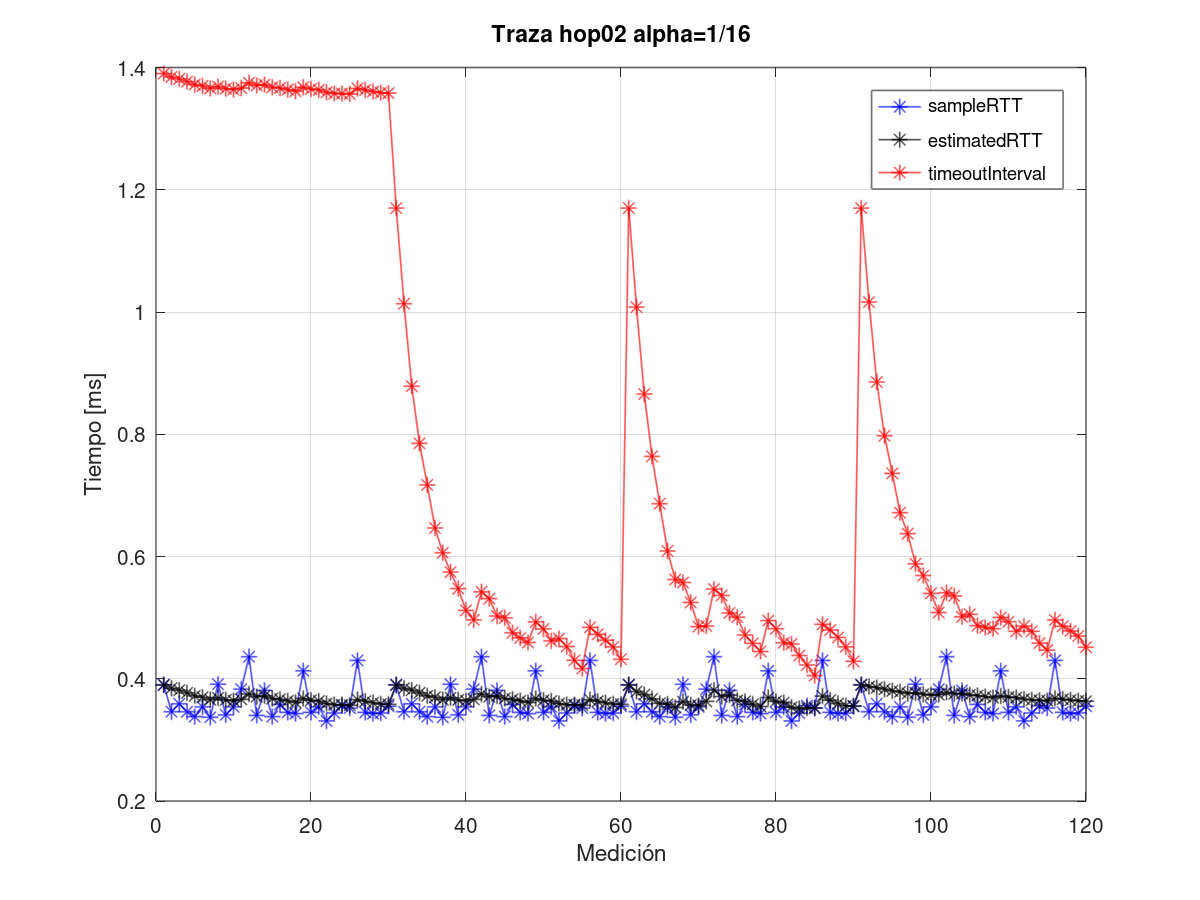 Traza hop02 alpha=1/16
sampleRTT
estimatedRTT
timeoutInterval
Tiempo [ms]
1.4
1.2
1
0.8
0.6
0.4
0.2
0 20 40 60 80 100 120
Medición